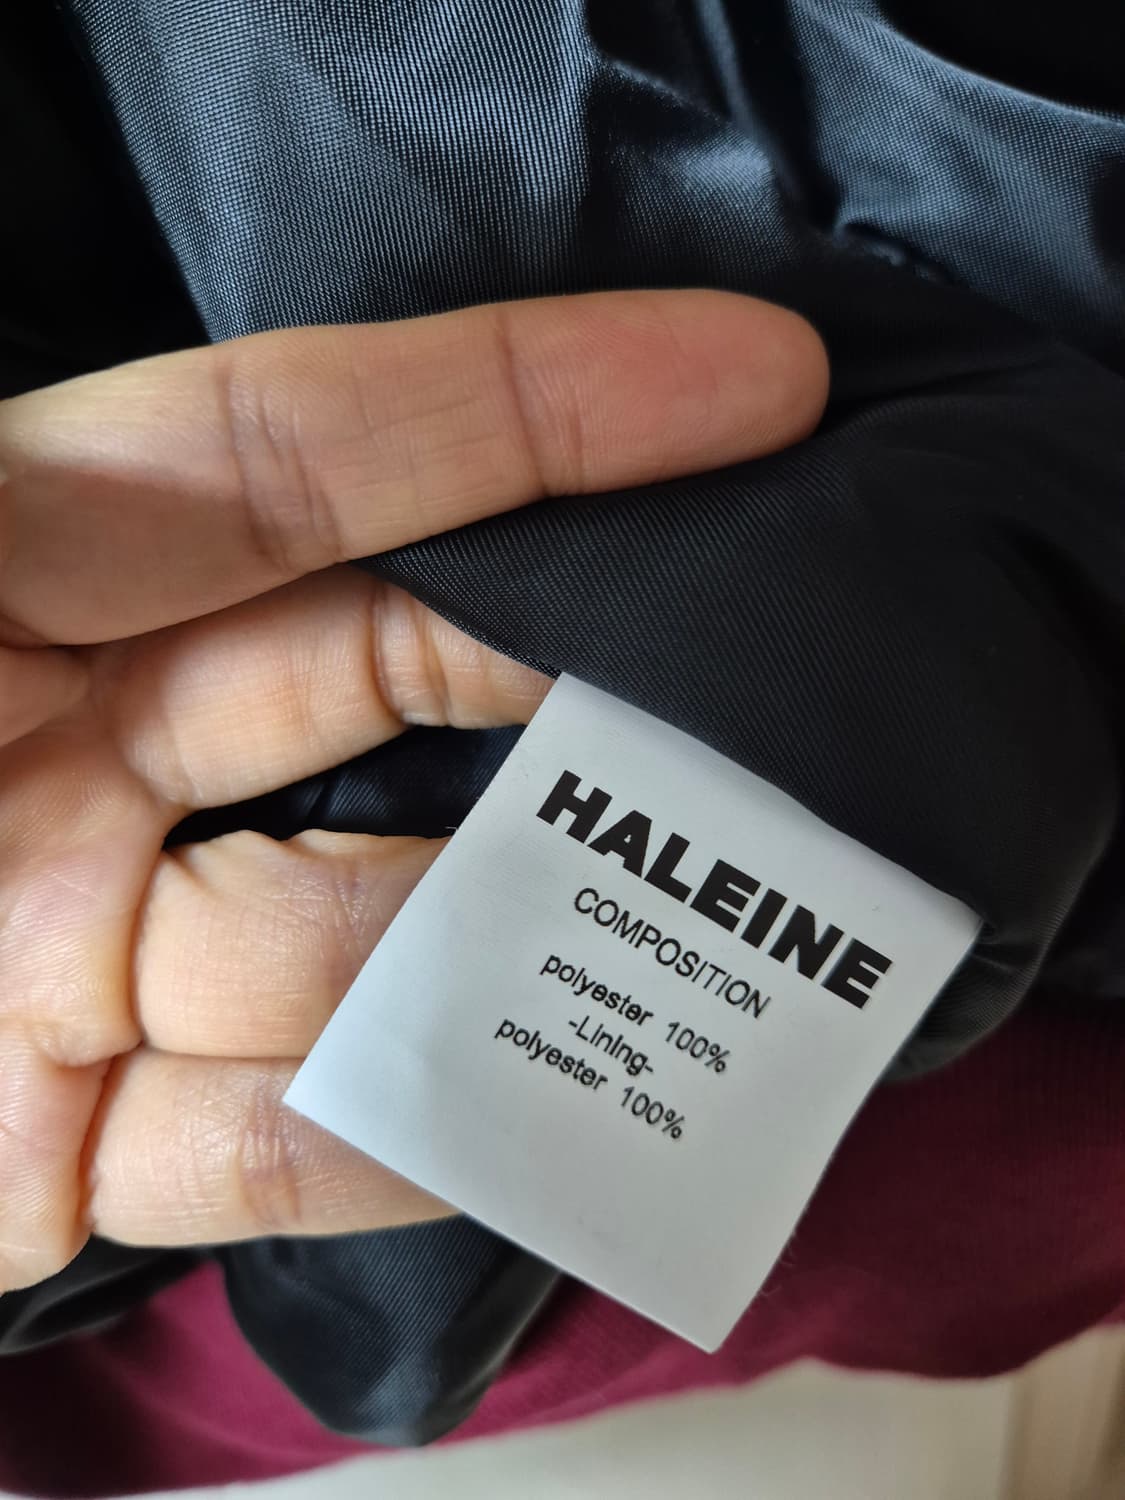 HALEINE
COMPOSITION
polyester 100%
-Lining-
polyester 100%